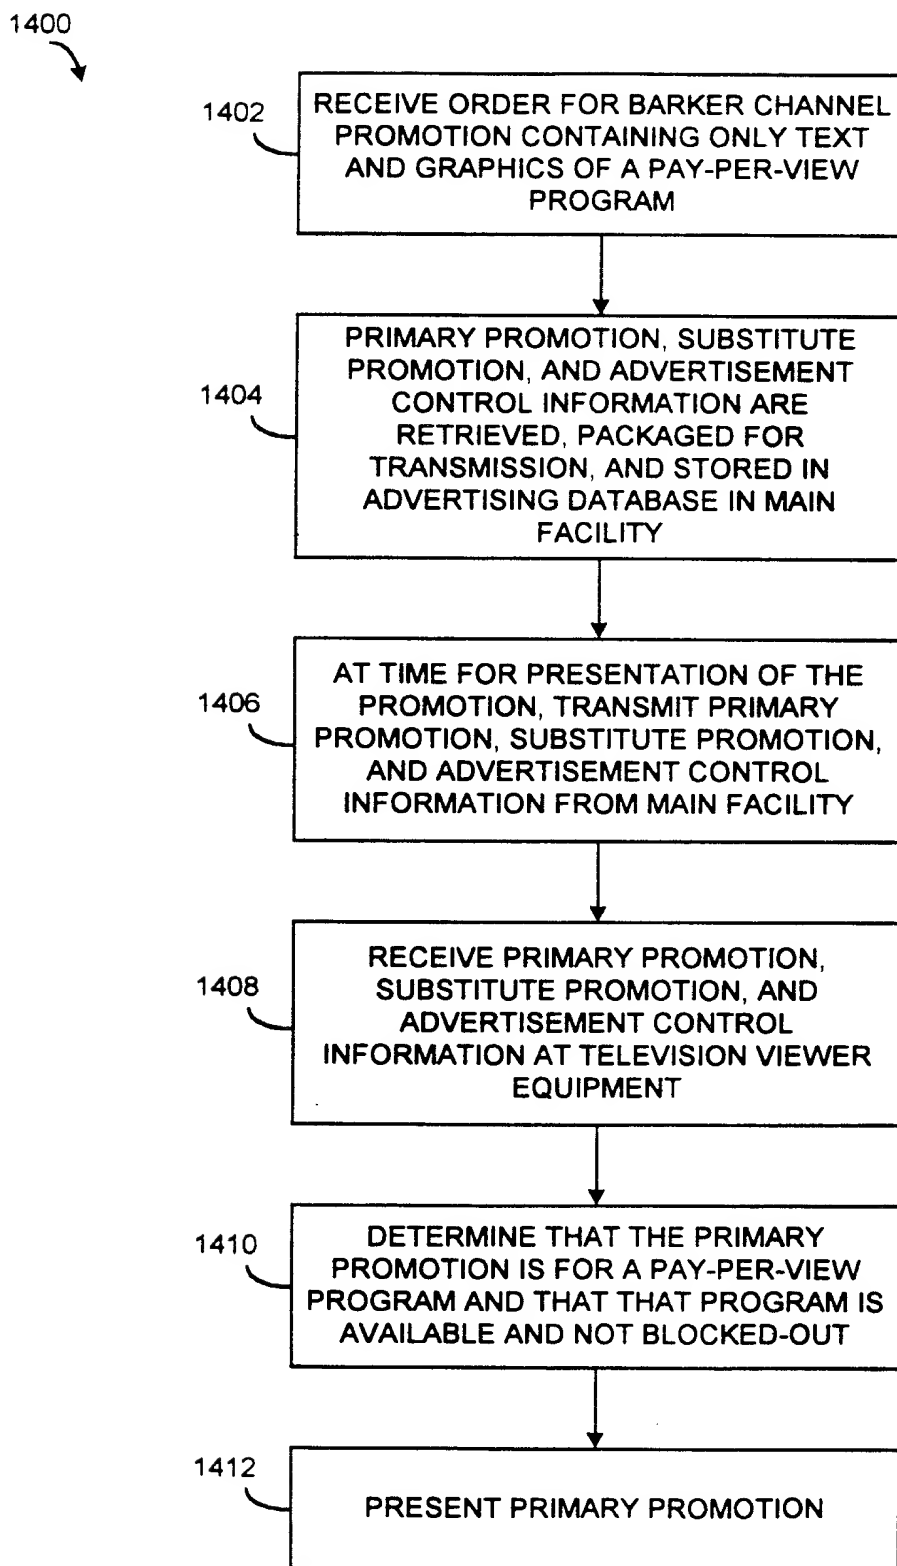 1400
1402
RECEIVE ORDER FOR BARKER CHANNEL
PROMOTION CONTAINING ONLY TEXT
AND GRAPHICS OF A PAY-PER-VIEW
PROGRAM
1404
PRIMARY PROMOTION, SUBSTITUTE
PROMOTION, AND ADVERTISEMENT
CONTROL INFORMATION ARE
RETRIEVED, PACKAGED FOR
TRANSMISSION, AND STORED IN
ADVERTISING DATABASE IN MAIN
FACILITY
1406
AT TIME FOR PRESENTATION OF THE
PROMOTION, TRANSMIT PRIMARY
PROMOTION, SUBSTITUTE PROMOTION,
AND ADVERTISEMENT CONTROL
INFORMATION FROM MAIN FACILITY
1408
RECEIVE PRIMARY PROMOTION,
SUBSTITUTE PROMOTION, AND
ADVERTISEMENT CONTROL
INFORMATION AT TELEVISION VIEWER
EQUIPMENT
1410
DETERMINE THAT THE PRIMARY
PROMOTION IS FOR A PAY-PER-VIEW
PROGRAM AND THAT THAT PROGRAM IS
AVAILABLE AND NOT BLOCKED-OUT
1412
PRESENT PRIMARY PROMOTION